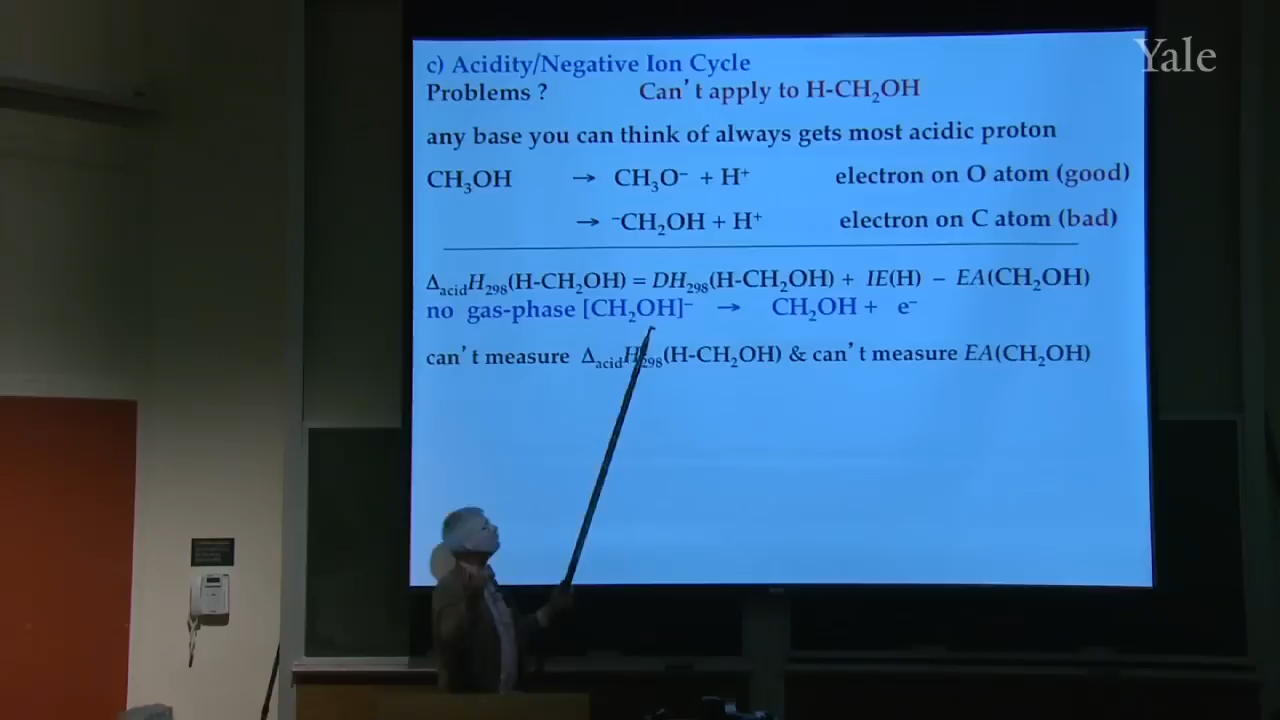 Yale
c) Acidity/Negative Ion Cycle
Problems ? Can't apply to H-CH₂OH
any base you can think of always gets most acidic proton
CH₃OH → CH₃O⁻ + H⁺ electron on O atom (good)
→ ⁻CH₂OH + H⁺ electron on C atom (bad)
ΔacidH₂₉₈(H-CH₂OH) = DH₂₉₈(H-CH₂OH) + IE(H) – EA(CH₂OH)
no gas-phase [CH₂OH]⁻ → CH₂OH + e⁻
can't measure ΔacidH₂₉₈(H-CH₂OH) & can't measure EA(CH₂OH)